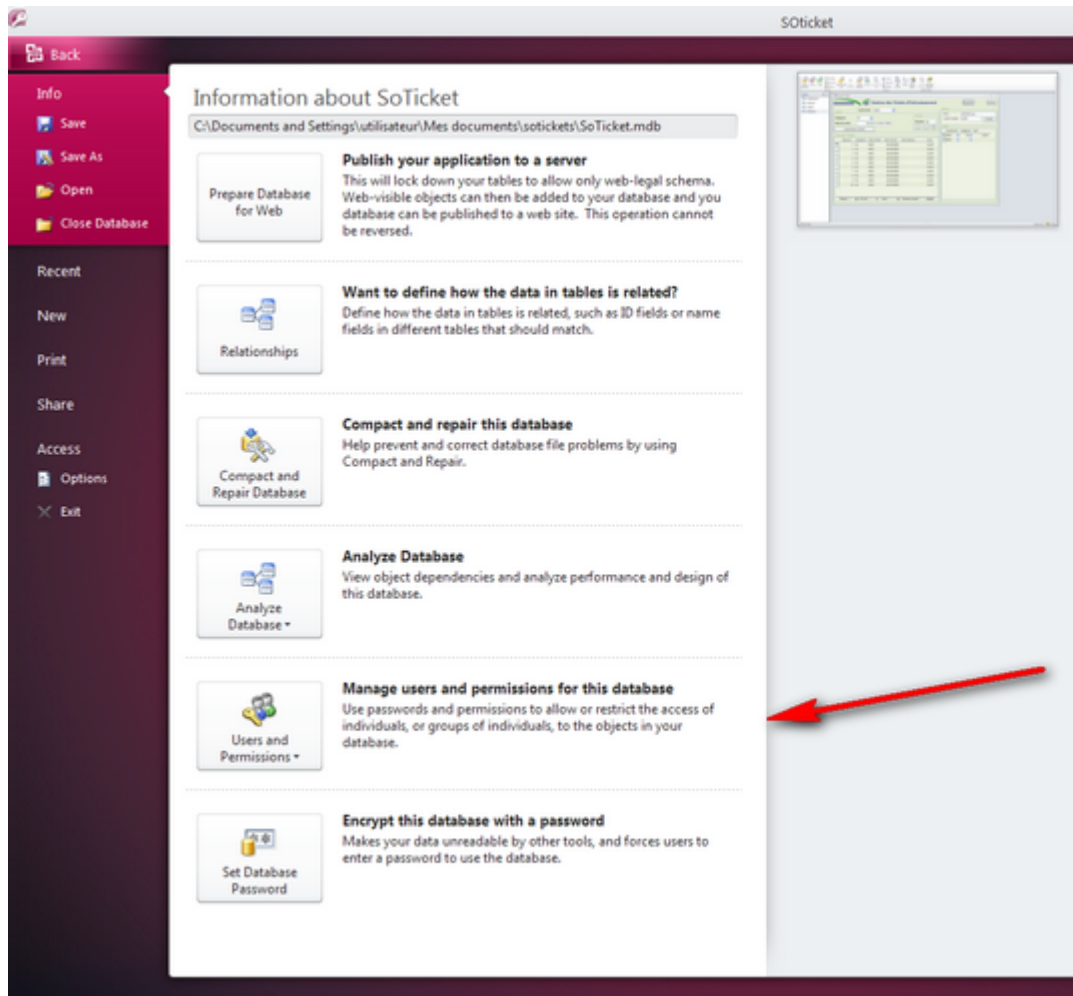 SOticket
Back
Info
Save
Save As
Open
Close Database
Recent
New
Print
Share
Access
Options
Exit
Information about SoTicket
C:\Documents and Settings\utilisateur\Mes documents\sotickets\SoTicket.mdb
Prepare Database
for Web
Publish your application to a server
This will lock down your tables to allow only web-legal schema.
Web-visible objects can then be added to your database and you
database can be published to a web site. This operation cannot
be reversed.
Relationships
Want to define how the data in tables is related?
Define how the data in tables is related, such as ID fields or name
fields in different tables that should match.
Compact and
Repair Database
Compact and repair this database
Help prevent and correct database file problems by using
Compact and Repair.
Analyze
Database
Analyze Database
View object dependencies and analyze performance and design of
this database.
Users and
Permissions
Manage users and permissions for this database
Use passwords and permissions to allow or restrict the access of
individuals, or groups of individuals, to the objects in your
database.
Set Database
Password
Encrypt this database with a password
Makes your data unreadable by other tools, and forces users to
enter a password to use the database.